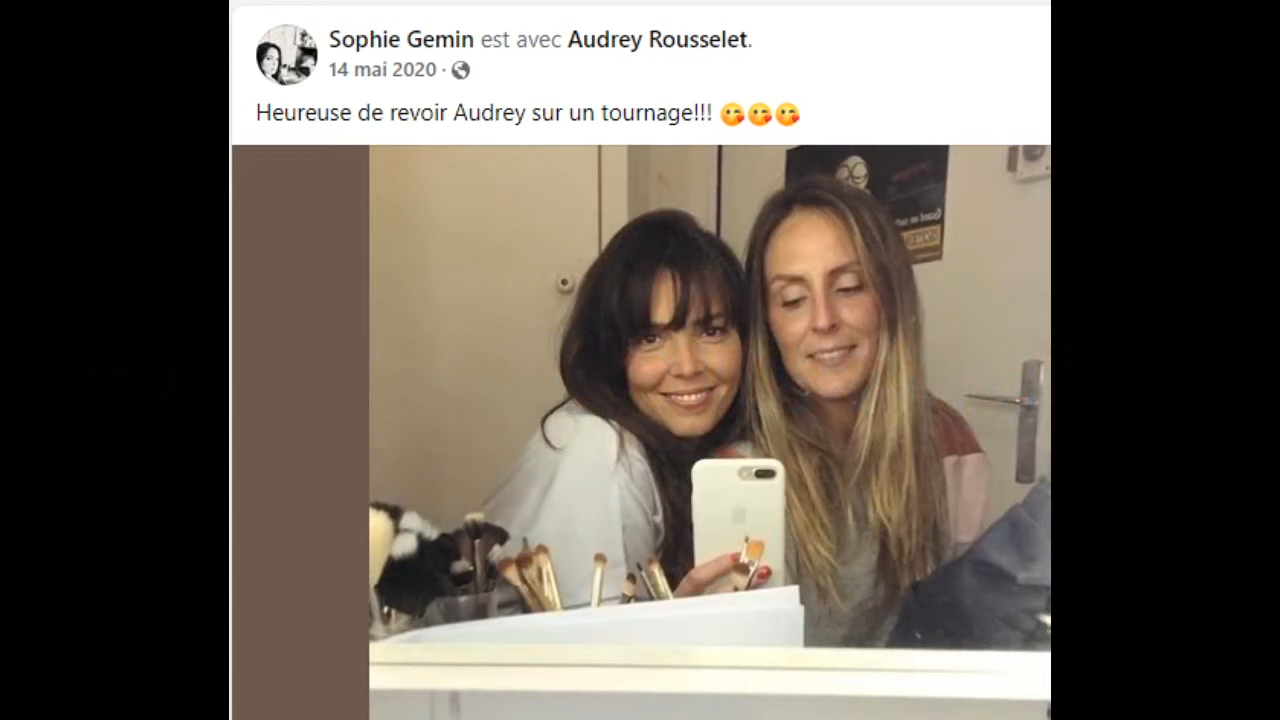 Sophie Gemin est avec Audrey Rousselet.
14 mai 2020 ·
Heureuse de revoir Audrey sur un tournage!!! 😋😋😋